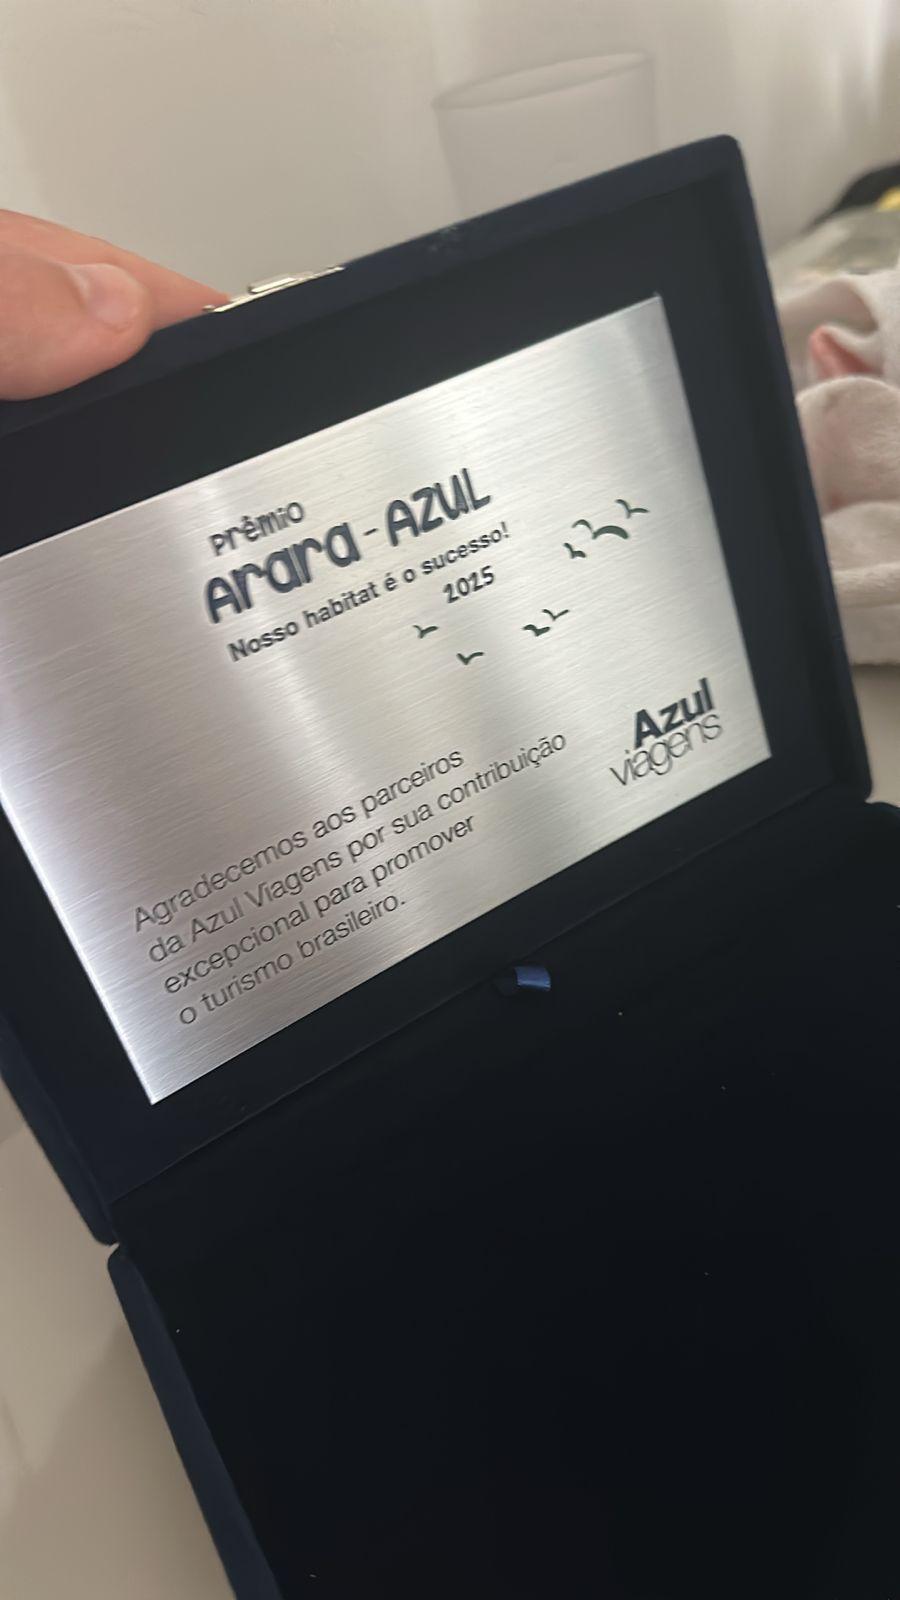 Prêmio
Arara-AZUL
Nosso habitat é o sucesso!
2025
Azul
viagens
Agradecemos aos parceiros
da Azul Viagens por sua contribuição
excepcional para promover
o turismo brasileiro.